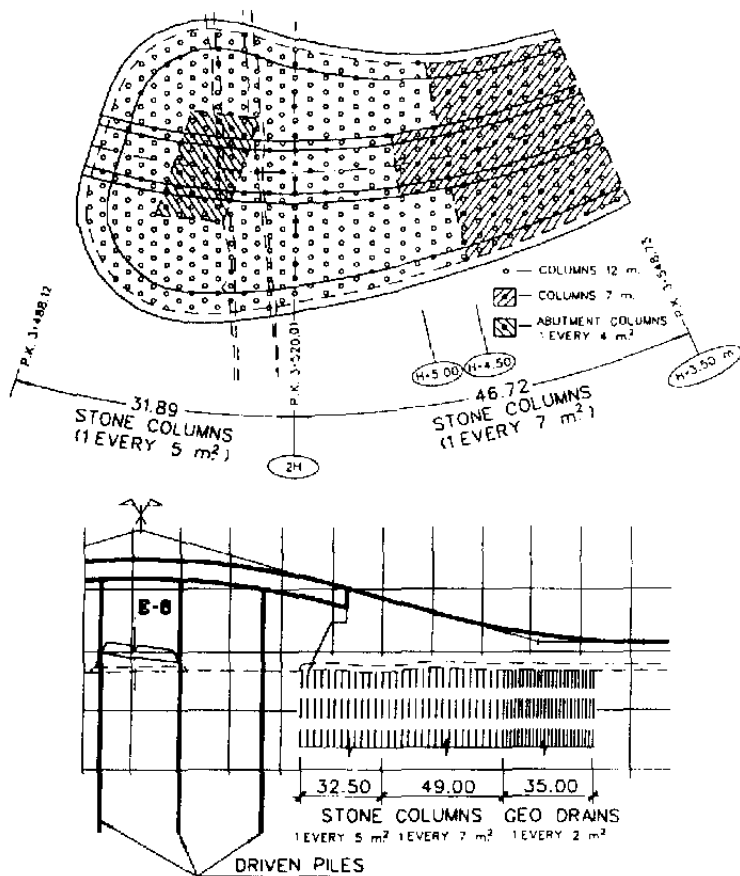 COLUMNS 12 m.
COLUMNS 7 m.
ABUTMENT COLUMNS
1 EVERY 4 m²
P.K. 3+488.12
P.K. 3+520.01
P.K. 3+548.73
H=5.00
H=4.50
H=3.50 m
31.89
STONE COLUMNS
(1 EVERY 5 m².)
46.72
STONE COLUMNS
(1 EVERY 7 m².)
2H
E-6
32.50 49.00 35.00
STONE COLUMNS GEO DRAINS
1 EVERY 5 m² 1 EVERY 7 m² 1 EVERY 2 m²
DRIVEN PILES